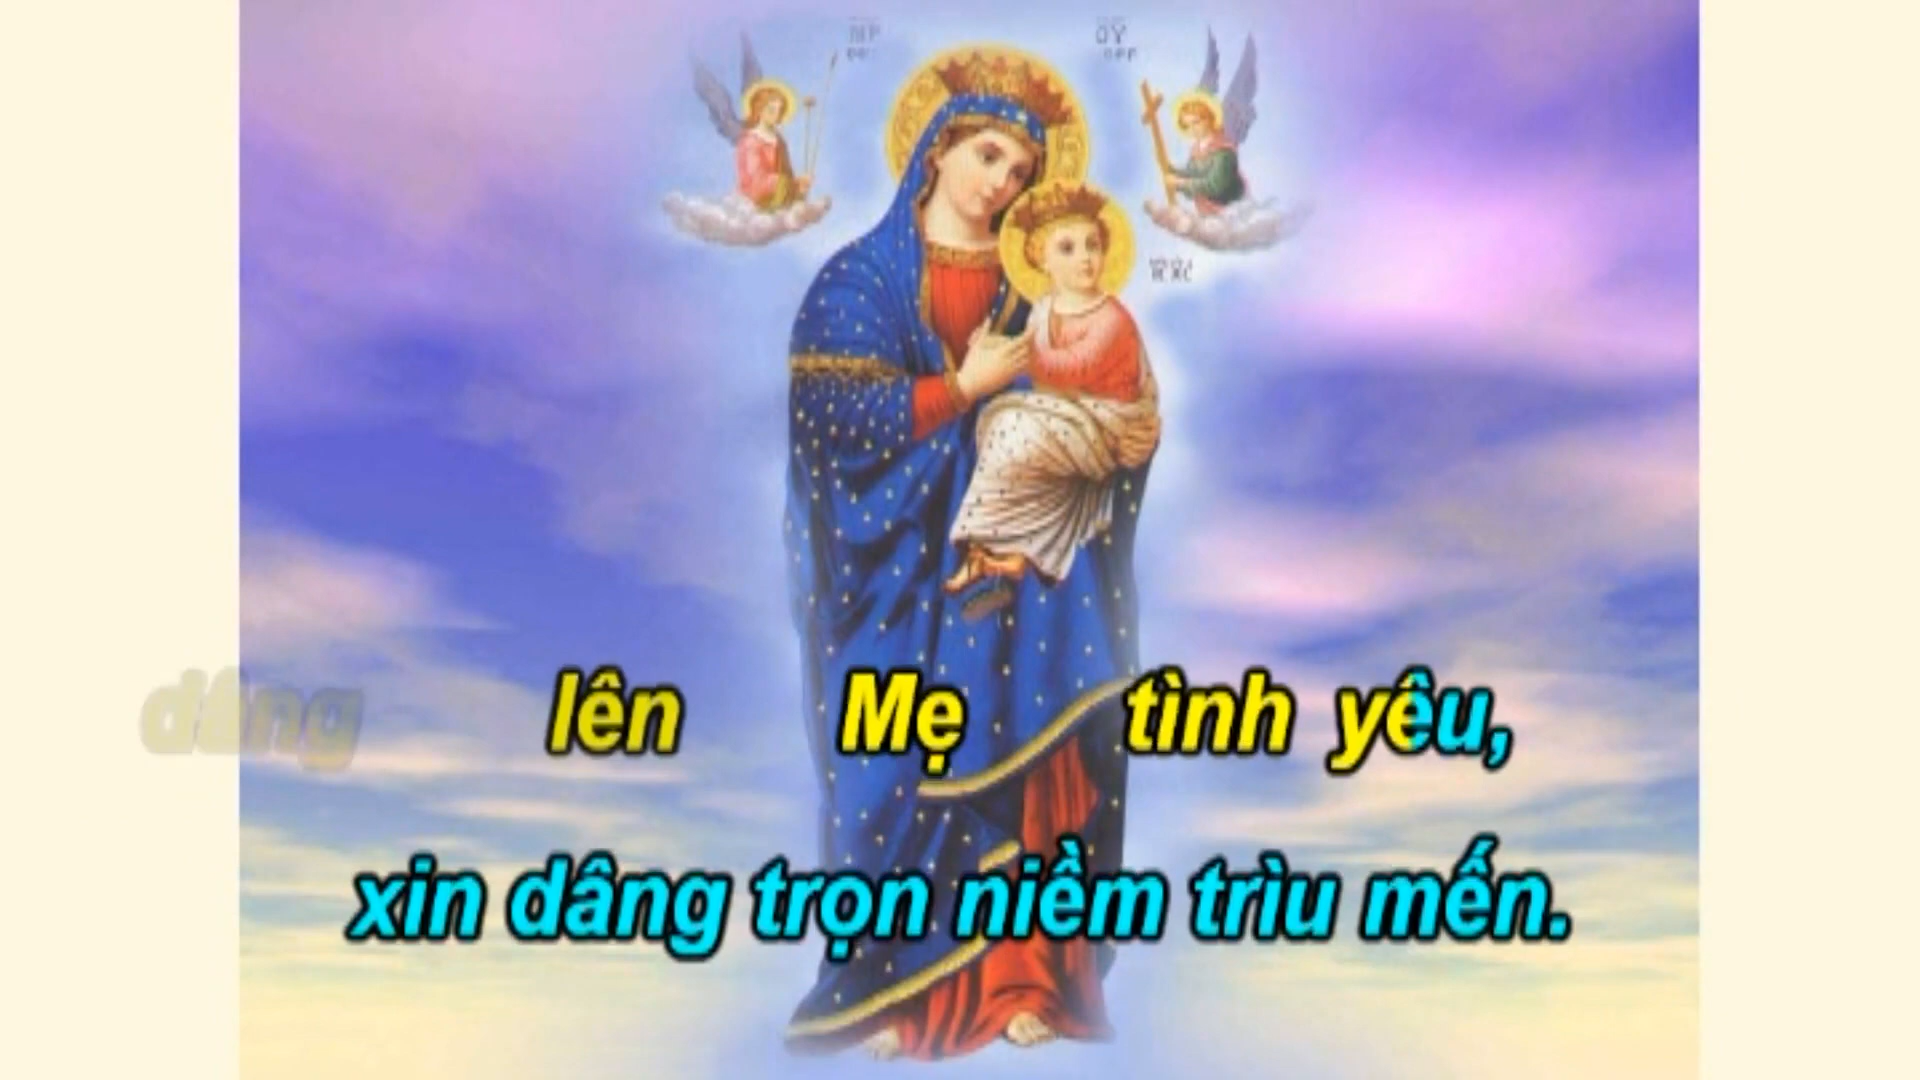 dâng lên Mẹ tình yêu,
xin dâng trọn niềm trìu mến.